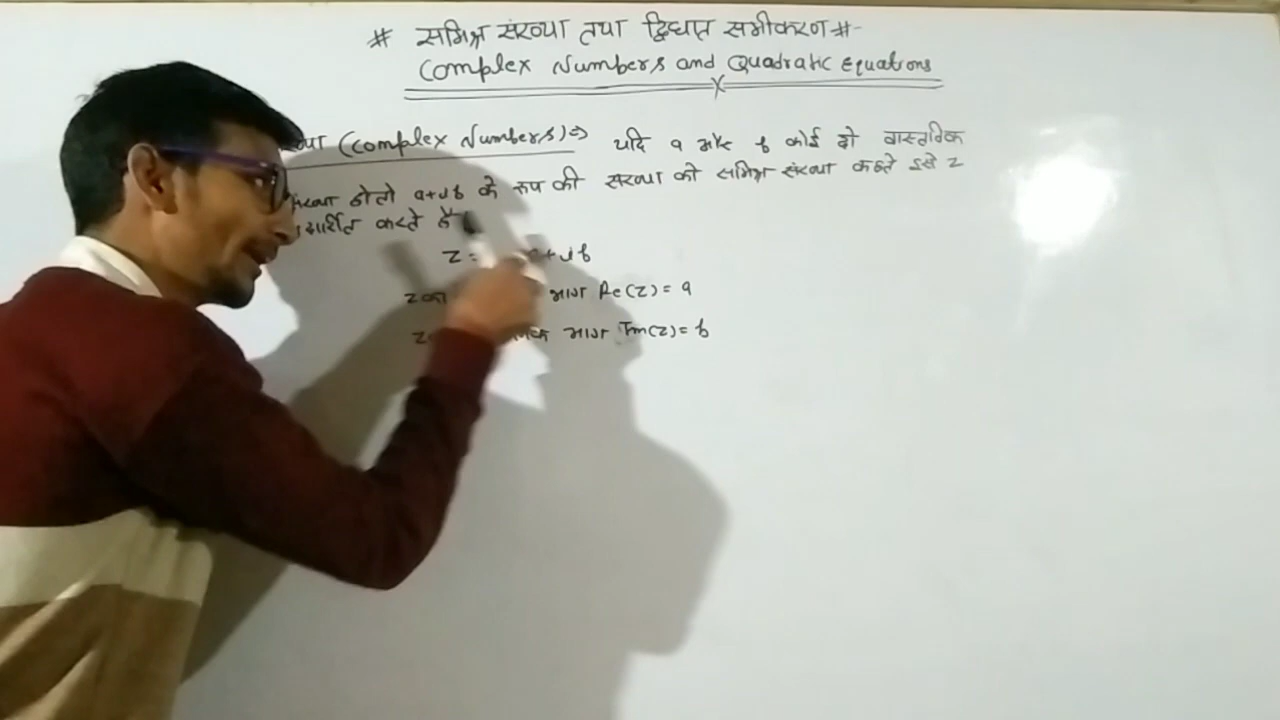 # समिश्र संख्या तथा द्विघात समीकरण #
Complex Numbers and Quadratic Equations
(Complex Numbers) ⇒ यदि a और b कोई दो वास्तविक
हो तो a+ib के रूप की संख्या को समिश्र संख्या कहते इसे z
करते हैं
z = +ib
भाग Re(z) = a
भाग Im(z) = b